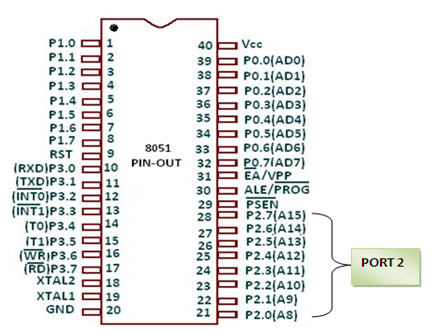 P1.0 1 40 Vcc
P1.1 2 39 P0.0(AD0)
P1.2 3 38 P0.1(AD1)
P1.3 4 37 P0.2(AD2)
P1.4 5 36 P0.3(AD3)
P1.5 6 35 P0.4(AD4)
P1.6 7 34 P0.5(AD5)
P1.7 8 33 P0.6(AD6)
RST 9 32 P0.7(AD7)
(RXD)P3.0 10 31 EA/VPP
(TXD)P3.1 11 30 ALE/PROG
(INT0)P3.2 12 29 PSEN
(INT1)P3.3 13 28 P2.7(A15)
(T0)P3.4 14 27 P2.6(A14)
(T1)P3.5 15 26 P2.5(A13)
(WR)P3.6 16 25 P2.4(A12)
(RD)P3.7 17 24 P2.3(A11)
XTAL2 18 23 P2.2(A10)
XTAL1 19 22 P2.1(A9)
GND 20 21 P2.0(A8)
8051
PIN-OUT
PORT 2